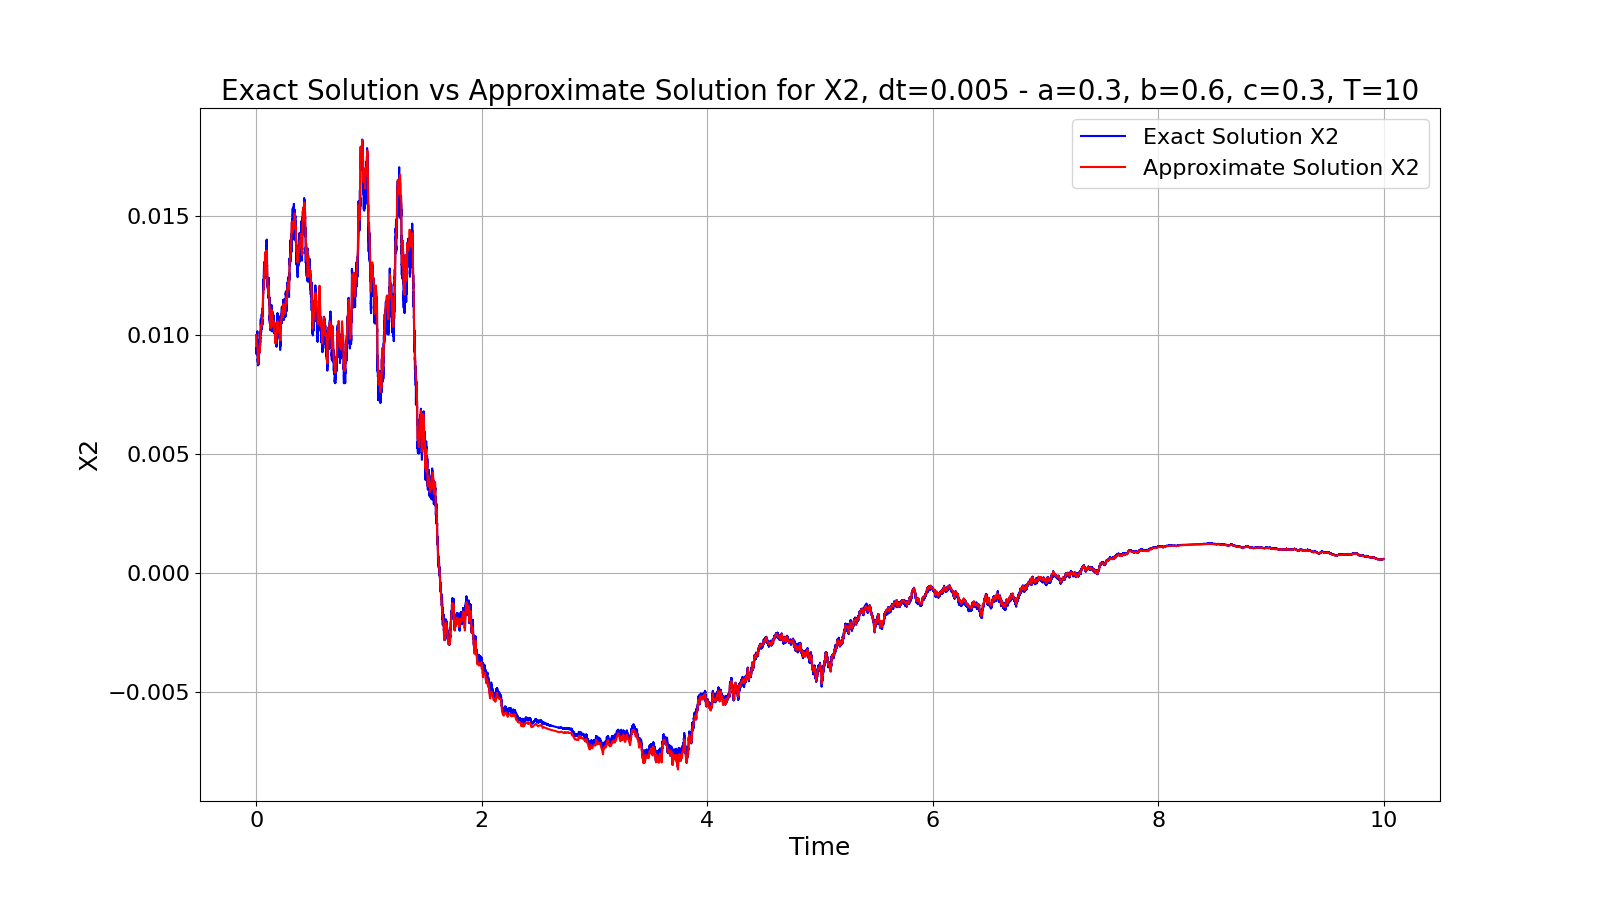 Exact Solution vs Approximate Solution for X2, dt=0.005 - a=0.3, b=0.6, c=0.3, T=10
Exact Solution X2
Approximate Solution X2
0.015
0.010
0.005
0.000
−0.005
X2
0 2 4 6 8 10
Time